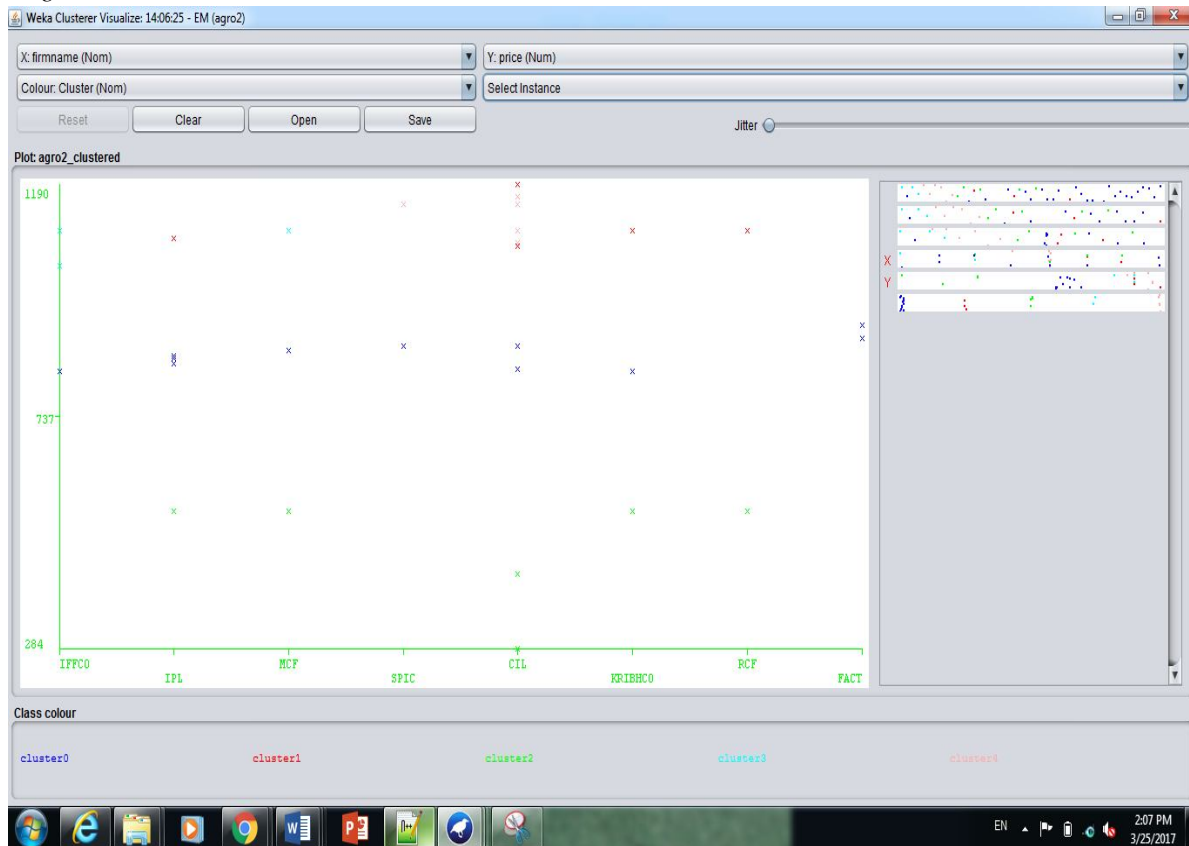 Weka Clusterer Visualize: 14:06:25 - EM (agro2)
X: firmname (Nom)
Y: price (Num)
Colour: Cluster (Nom)
Select Instance
Reset Clear Open Save
Jitter
Plot: agro2_clustered
1190
X
Y
737
284
IFFCO MCF CIL RCF
IPL SPIC KRIBHCO FACT
Class colour
cluster0 cluster1 cluster2 cluster3 cluster4
EN
2:07 PM
3/25/2017